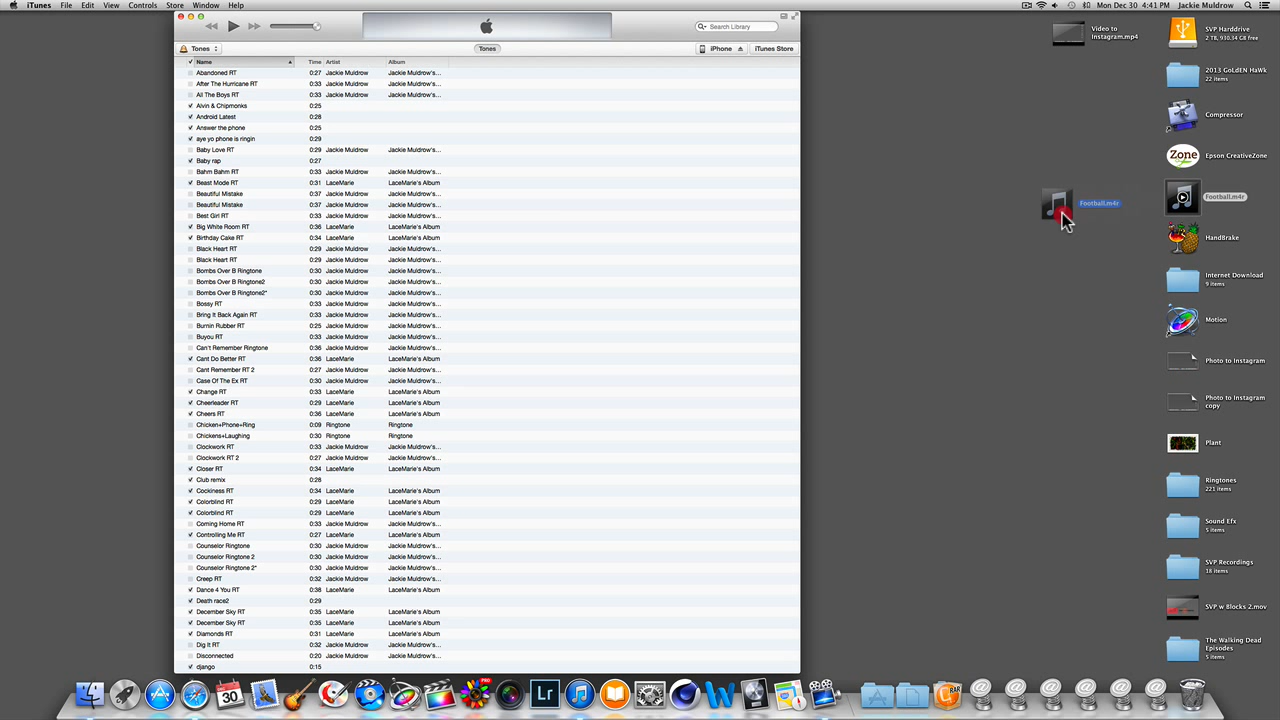 iTunes File Edit View Controls Store Window Help
Mon Dec 30 4:41 PM Jackie Muldrow
Search Library
Tones
Tones
iPhone
iTunes Store
Name Time Artist Album
Abandoned RT 0:27 Jackie Muldrow Jackie Muldrow's...
After The Hurricane RT 0:33 Jackie Muldrow Jackie Muldrow's...
All The Boys RT 0:33 Jackie Muldrow Jackie Muldrow's...
Alvin & Chipmonks 0:25
Android Latest 0:28
Answer the phone 0:25
aye yo phone is ringin 0:29
Baby Love RT 0:29 Jackie Muldrow Jackie Muldrow's...
Baby rap 0:27
Bahm Bahm RT 0:33 Jackie Muldrow Jackie Muldrow's...
Beast Mode RT 0:31 LaceMarie LaceMarie's Album
Beautiful Mistake 0:37 Jackie Muldrow Jackie Muldrow's...
Beautiful Mistake 0:37 Jackie Muldrow Jackie Muldrow's...
Best Girl RT 0:33 Jackie Muldrow Jackie Muldrow's...
Big White Room RT 0:37 LaceMarie LaceMarie's Album
Birthday Cake RT 0:34 LaceMarie LaceMarie's Album
Black Heart RT 0:29 Jackie Muldrow Jackie Muldrow's...
Black Heart RT 0:29 Jackie Muldrow Jackie Muldrow's...
Bombs Over B Ringtone 0:30 Jackie Muldrow Jackie Muldrow's...
Bombs Over B Ringtone2 0:30 Jackie Muldrow Jackie Muldrow's...
Bombs Over B Ringtone2* 0:30 Jackie Muldrow Jackie Muldrow's...
Bossy RT 0:33 Jackie Muldrow Jackie Muldrow's...
Bring It Back Again RT 0:33 Jackie Muldrow Jackie Muldrow's...
Burnin Rubber RT 0:25 Jackie Muldrow Jackie Muldrow's...
Buyou RT 0:33 Jackie Muldrow Jackie Muldrow's...
Can't Remember Ringtone 0:36 Jackie Muldrow Jackie Muldrow's...
Cant Do Better RT 0:36 LaceMarie LaceMarie's Album
Cant Remember RT 2 0:27 Jackie Muldrow Jackie Muldrow's...
Case Of The Ex RT 0:30 Jackie Muldrow Jackie Muldrow's...
Change RT 0:33 LaceMarie LaceMarie's Album
Cheerleader RT 0:29 LaceMarie LaceMarie's Album
Cheers RT 0:36 LaceMarie LaceMarie's Album
Chicken+Phone+Ring 0:09 Ringtone Ringtone
Chickens+Laughing 0:30 Ringtone Ringtone
Clockwork RT 0:33 Jackie Muldrow Jackie Muldrow's...
Clockwork RT 2 0:27 Jackie Muldrow Jackie Muldrow's...
Closer RT 0:34 LaceMarie LaceMarie's Album
Club remix 0:28
Cockiness RT 0:34 LaceMarie LaceMarie's Album
Colorblind RT 0:29 LaceMarie LaceMarie's Album
Colorblind RT 0:29 LaceMarie LaceMarie's Album
Coming Home RT 0:33 Jackie Muldrow Jackie Muldrow's...
Controlling Me RT 0:27 LaceMarie LaceMarie's Album
Counselor Ringtone 0:30 Jackie Muldrow Jackie Muldrow's...
Counselor Ringtone 2 0:30 Jackie Muldrow Jackie Muldrow's...
Counselor Ringtone 2* 0:30 Jackie Muldrow Jackie Muldrow's...
Creep RT 0:32 Jackie Muldrow Jackie Muldrow's...
Dance 4 You RT 0:38 LaceMarie LaceMarie's Album
Death race2 0:29
December Sky RT 0:35 LaceMarie LaceMarie's Album
December Sky RT 0:35 LaceMarie LaceMarie's Album
Diamonds RT 0:31 LaceMarie LaceMarie's Album
Dig It RT 0:32 Jackie Muldrow Jackie Muldrow's...
Disconnected 0:20 Jackie Muldrow Jackie Muldrow's...
django 0:15
Video to
Instagram.mp4
Football.m4r
SVP Harddrive
2 TB, 930.34 GB free
2013 GoLdEN HaWk
22 items
Compressor
Zone
Epson CreativeZone
Football.m4r
HandBrake
Internet Download
9 items
Motion
Photo to Instagram
Photo to Instagram
copy
Plant
Ringtones
221 items
Sound Efx
5 items
SVP Recordings
18 items
SVP w Blocks 2.mov
The Walking Dead
Episodes
5 items
30
Lr
RAR